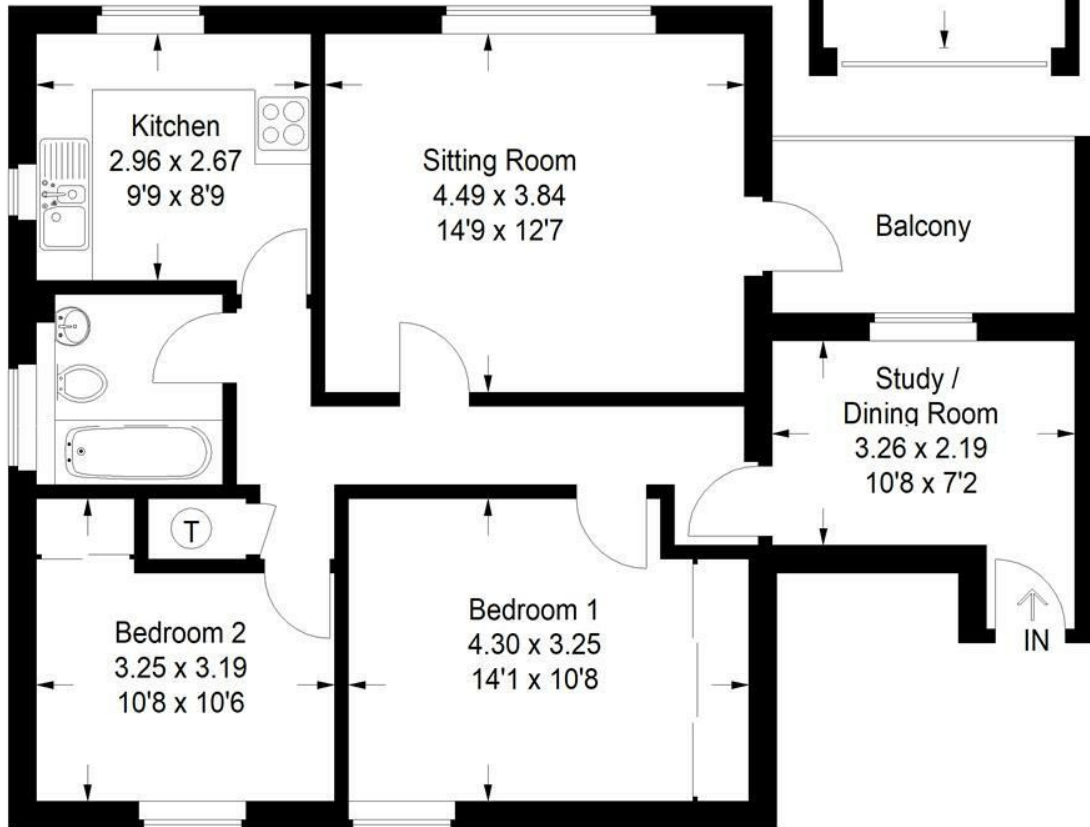 Kitchen
2.96 x 2.67
9'9 x 8'9
Sitting Room
4.49 x 3.84
14'9 x 12'7
Balcony
Study /
Dining Room
3.26 x 2.19
10'8 x 7'2
T
Bedroom 2
3.25 x 3.19
10'8 x 10'6
Bedroom 1
4.30 x 3.25
14'1 x 10'8
IN